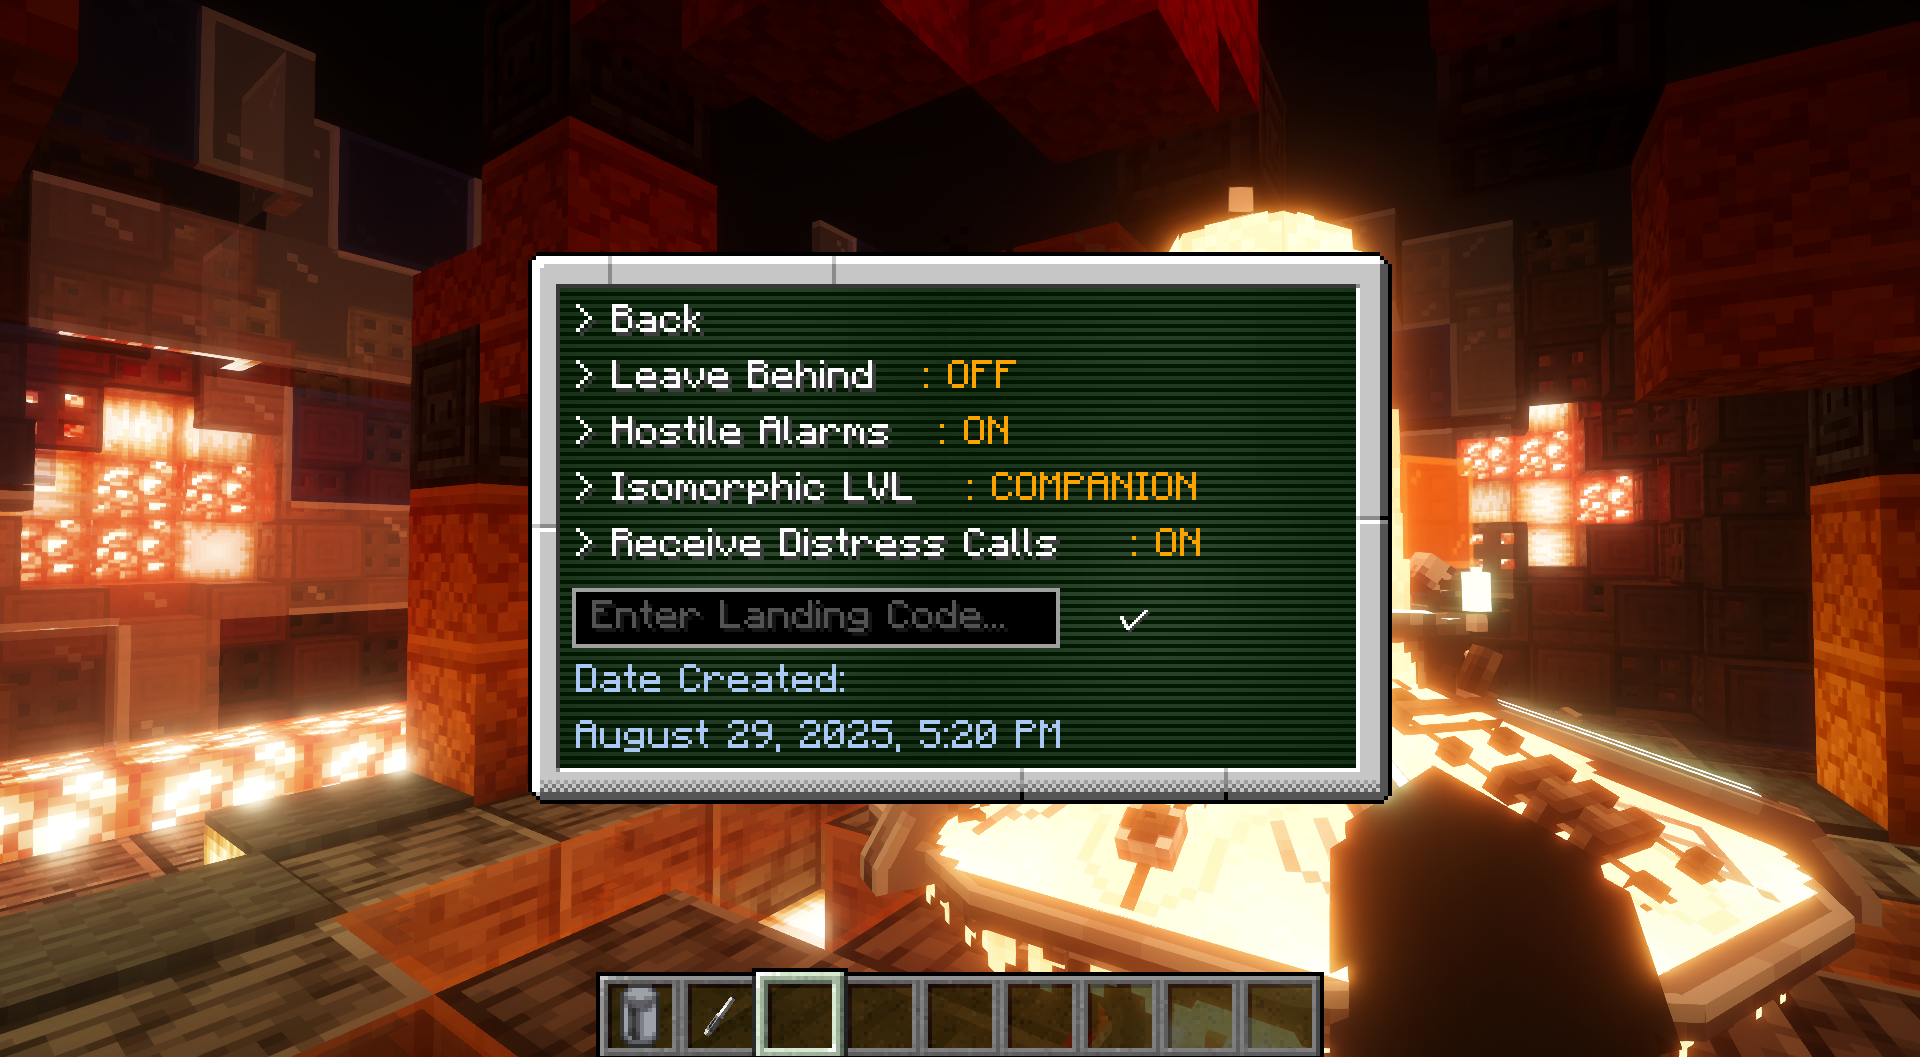 > Back
> Leave Behind : OFF
> Hostile Alarms : ON
> Isomorphic LVL : COMPANION
> Receive Distress Calls : ON
Enter Landing Code... ✓
Date Created:
August 29, 2025, 5:20 PM